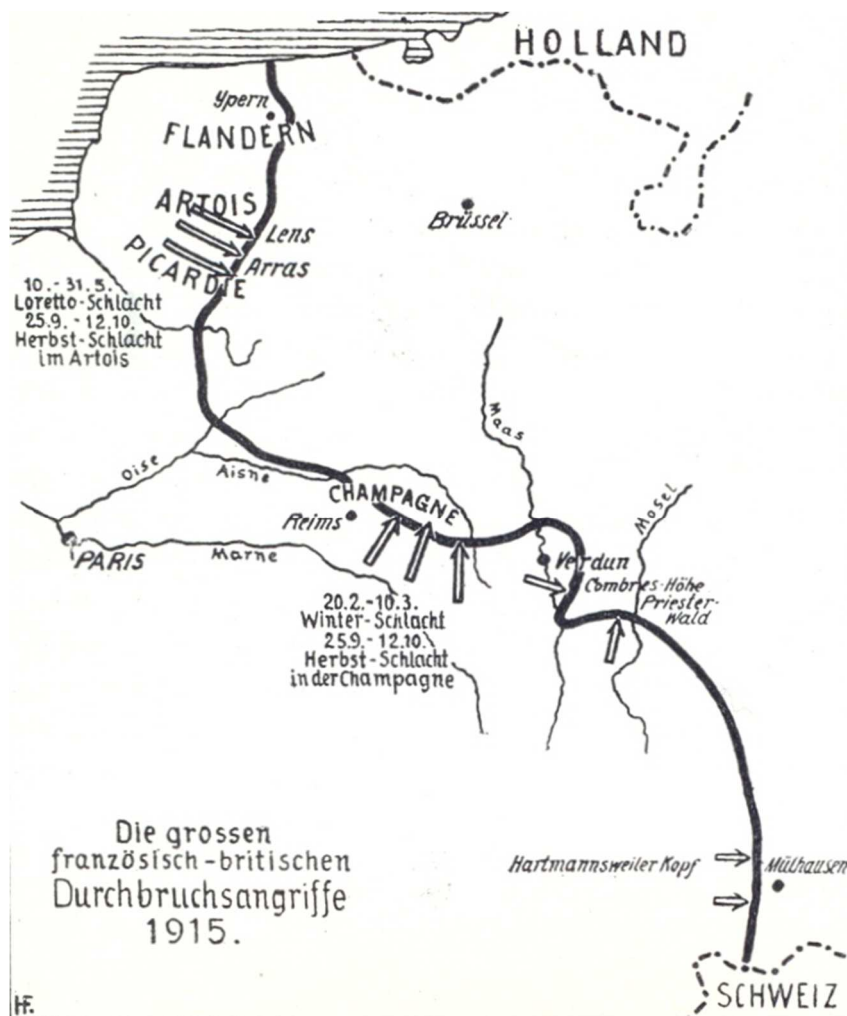 HOLLAND
Ypern
FLANDERN
ARTOIS
Brüssel
Lens
PICARDIE
Arras
10.-31.5.
Loretto-Schlacht
25.9.-12.10.
Herbst-Schlacht
im Artois
Maas
Oise
Aisne
CHAMPAGNE
Mosel
Reims
PARIS
Marne
Verdun
Combres-Höhe
Priester-
Wald
20.2.-10.3.
Winter-Schlacht
25.9.-12.10.
Herbst-Schlacht
in der Champagne
Die grossen
französisch-britischen
Durchbruchsangriffe
1915.
Hartmannsweiler Kopf
Mülhausen
SCHWEIZ
HF.